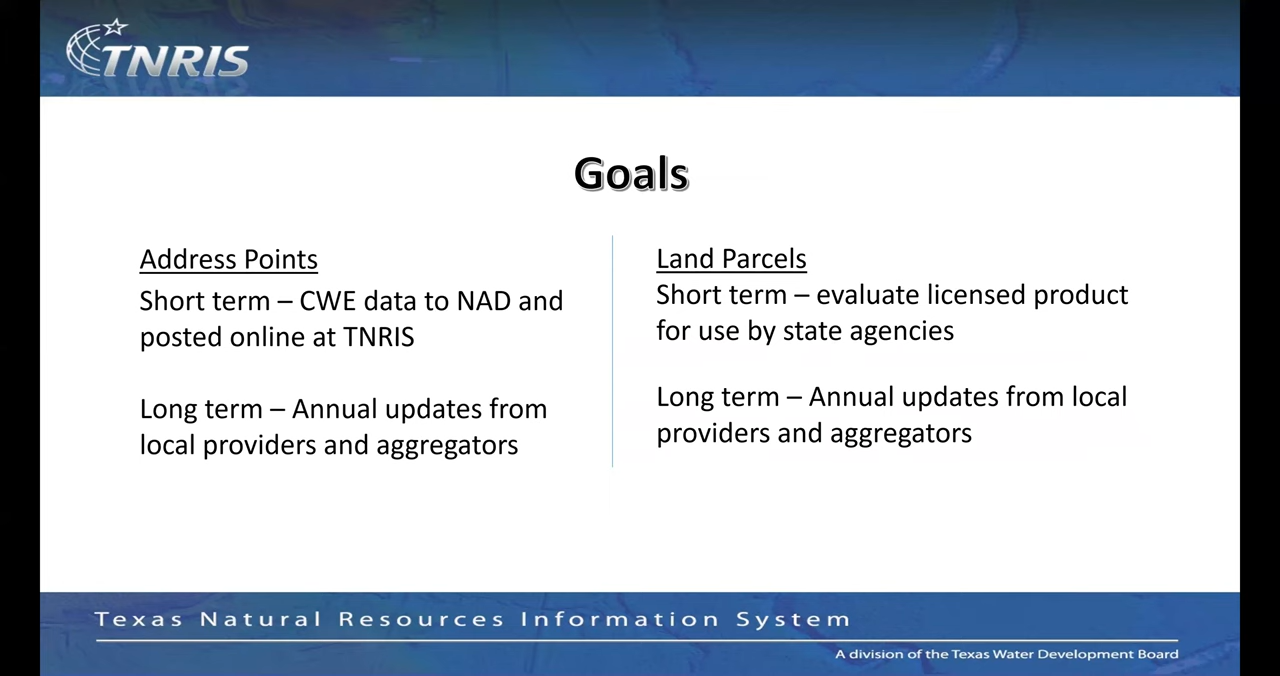 TNRIS
Goals
Address Points
Short term – CWE data to NAD and
posted online at TNRIS
Long term – Annual updates from
local providers and aggregators
Land Parcels
Short term – evaluate licensed product
for use by state agencies
Long term – Annual updates from local
providers and aggregators
Texas Natural Resources Information System
A division of the Texas Water Development Board